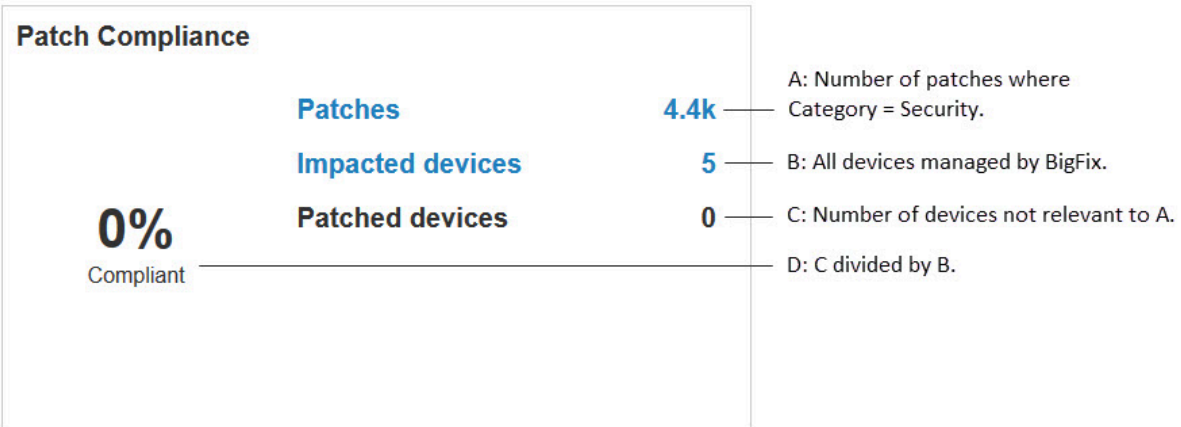 Patch Compliance
Patches 4.4k
A: Number of patches where
Category = Security.
Impacted devices 5
B: All devices managed by BigFix.
Patched devices 0
C: Number of devices not relevant to A.
0%
Compliant
D: C divided by B.